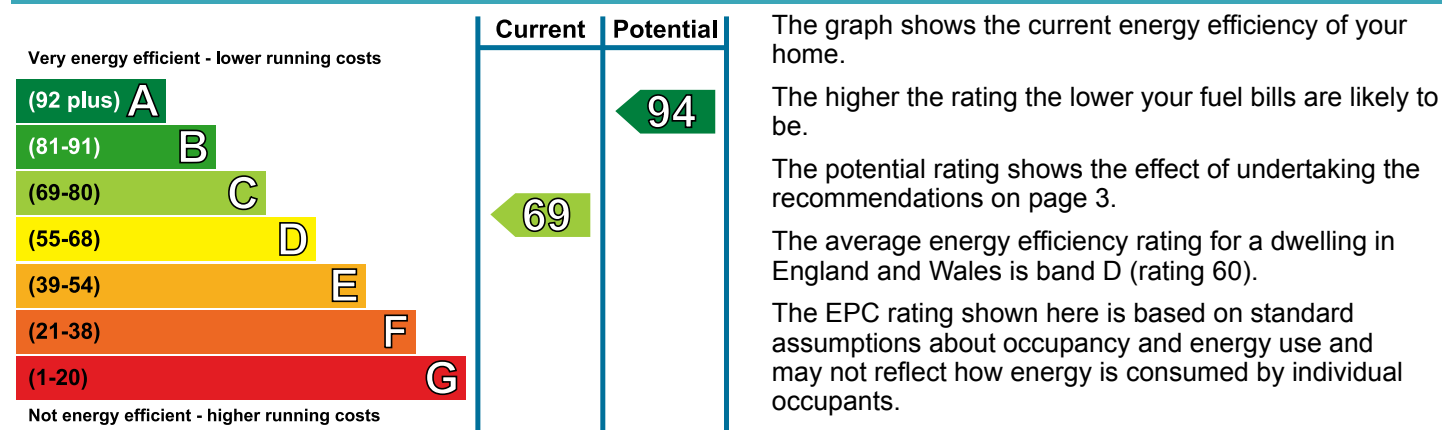 Current Potential
Very energy efficient - lower running costs
(92 plus) A
94
(81-91) B
(69-80) C
69
(55-68) D
(39-54) E
(21-38) F
(1-20) G
Not energy efficient - higher running costs
The graph shows the current energy efficiency of your
home.
The higher the rating the lower your fuel bills are likely to
be.
The potential rating shows the effect of undertaking the
recommendations on page 3.
The average energy efficiency rating for a dwelling in
England and Wales is band D (rating 60).
The EPC rating shown here is based on standard
assumptions about occupancy and energy use and
may not reflect how energy is consumed by individual
occupants.